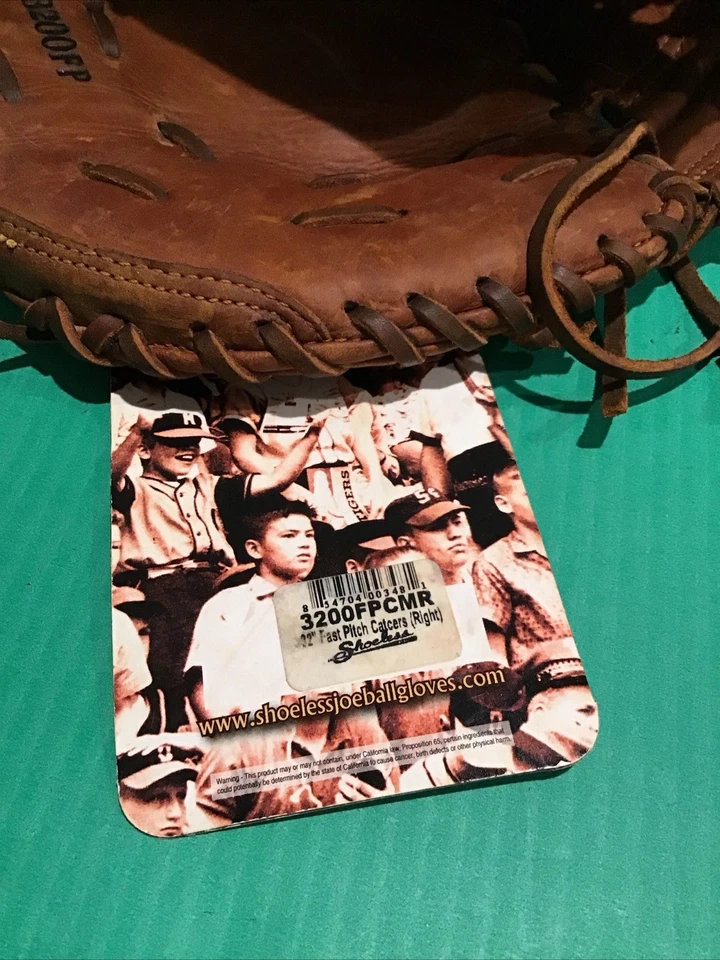 3200FP
H
TIGERS
SF
8 54704 00348 1
3200FPCMR
32" Fast Pitch Catcers (Right)
Shoeless
www.shoelessjoeballgloves.com
Warning - This product may or may not contain, under California law, Proposition 65, certain ingredients that
could potentially be determined by the state of California to cause cancer, birth defects or other physical harm.